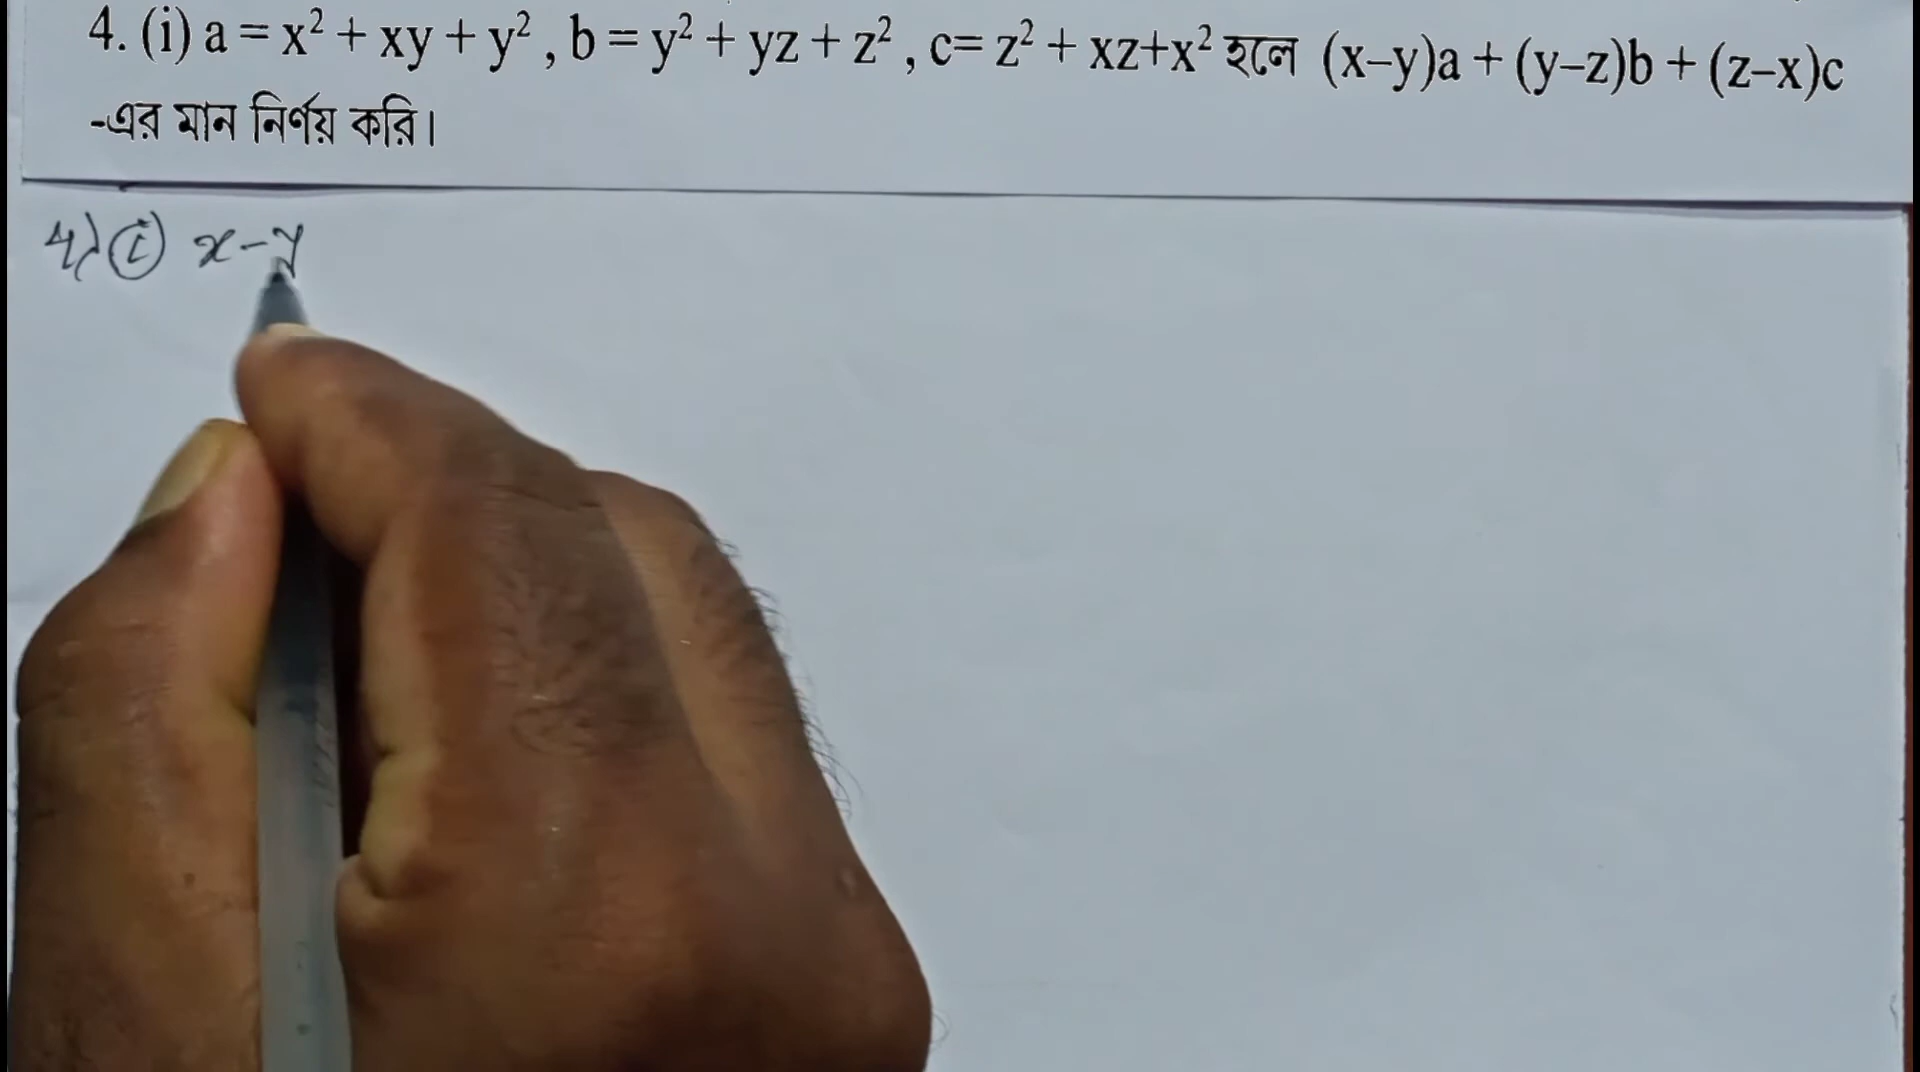 4. (i) a = x² + xy + y² , b = y² + yz + z² , c= z² + xz+x² হলে (x–y)a + (y–z)b + (z–x)c
-এর মান নির্ণয় করি।
4) (i) x-y